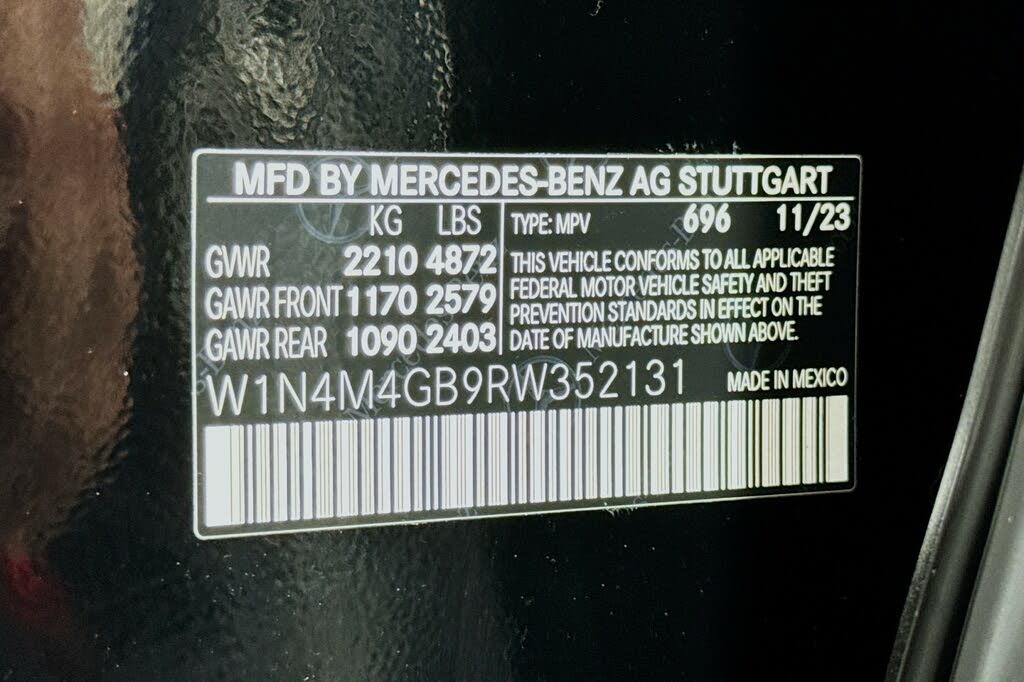 MFD BY MERCEDES-BENZ AG STUTTGART
KG LBS
GVWR 2210 4872
GAWR FRONT 1170 2579
GAWR REAR 1090 2403
TYPE: MPV 696 11/23
THIS VEHICLE CONFORMS TO ALL APPLICABLE
FEDERAL MOTOR VEHICLE SAFETY AND THEFT
PREVENTION STANDARDS IN EFFECT ON THE
DATE OF MANUFACTURE SHOWN ABOVE.
W1N4M4GB9RW352131 MADE IN MEXICO